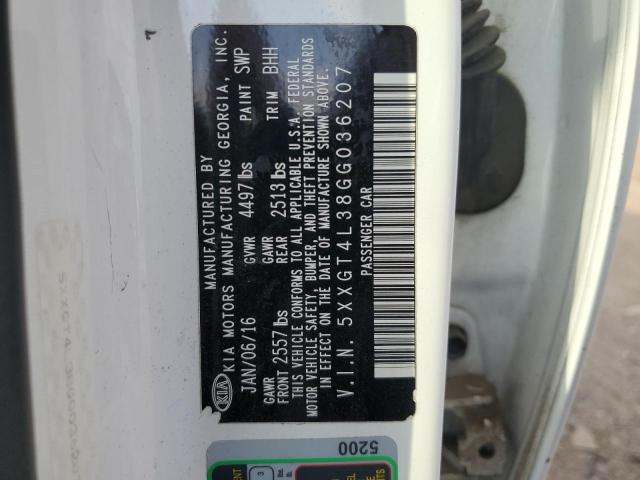 KIA
MANUFACTURED BY
KIA MOTORS MANUFACTURING GEORGIA, INC.
JAN/06/16 GVWR 4497lbs PAINT SWP
GAWR FRONT 2557lbs GAWR REAR 2513lbs TRIM BHH
THIS VEHICLE CONFORMS TO ALL APPLICABLE U.S.A. FEDERAL
MOTOR VEHICLE SAFETY, BUMPER, AND THEFT PREVENTION STANDARDS
IN EFFECT ON THE DATE OF MANUFACTURE SHOWN ABOVE.
V.I.N. 5XXGT4L38GG036207
PASSENGER CAR
5200
3